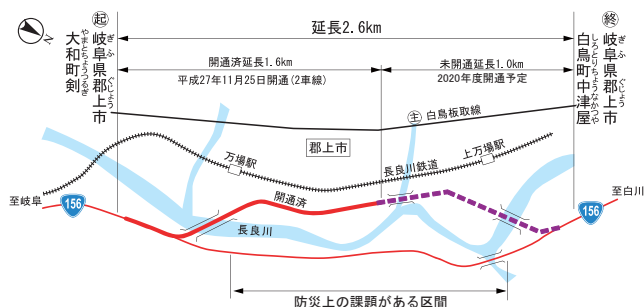 N
起
岐阜県郡上市
ぎふ ぐじょう
大和町剣
やまとちょうつるぎ
延長2.6km
開通済延長1.6km
平成27年11月25日開通(2車線)
未開通延長1.0km
2020年度開通予定
終
岐阜県郡上市
ぎふ ぐじょう
白鳥町中津屋
しろとりちょうなかつや
主 白鳥板取線
郡上市
万場駅
上万場駅
長良川鉄道
開通済
至岐阜
156
長良川
至白川
156
防災上の課題がある区間